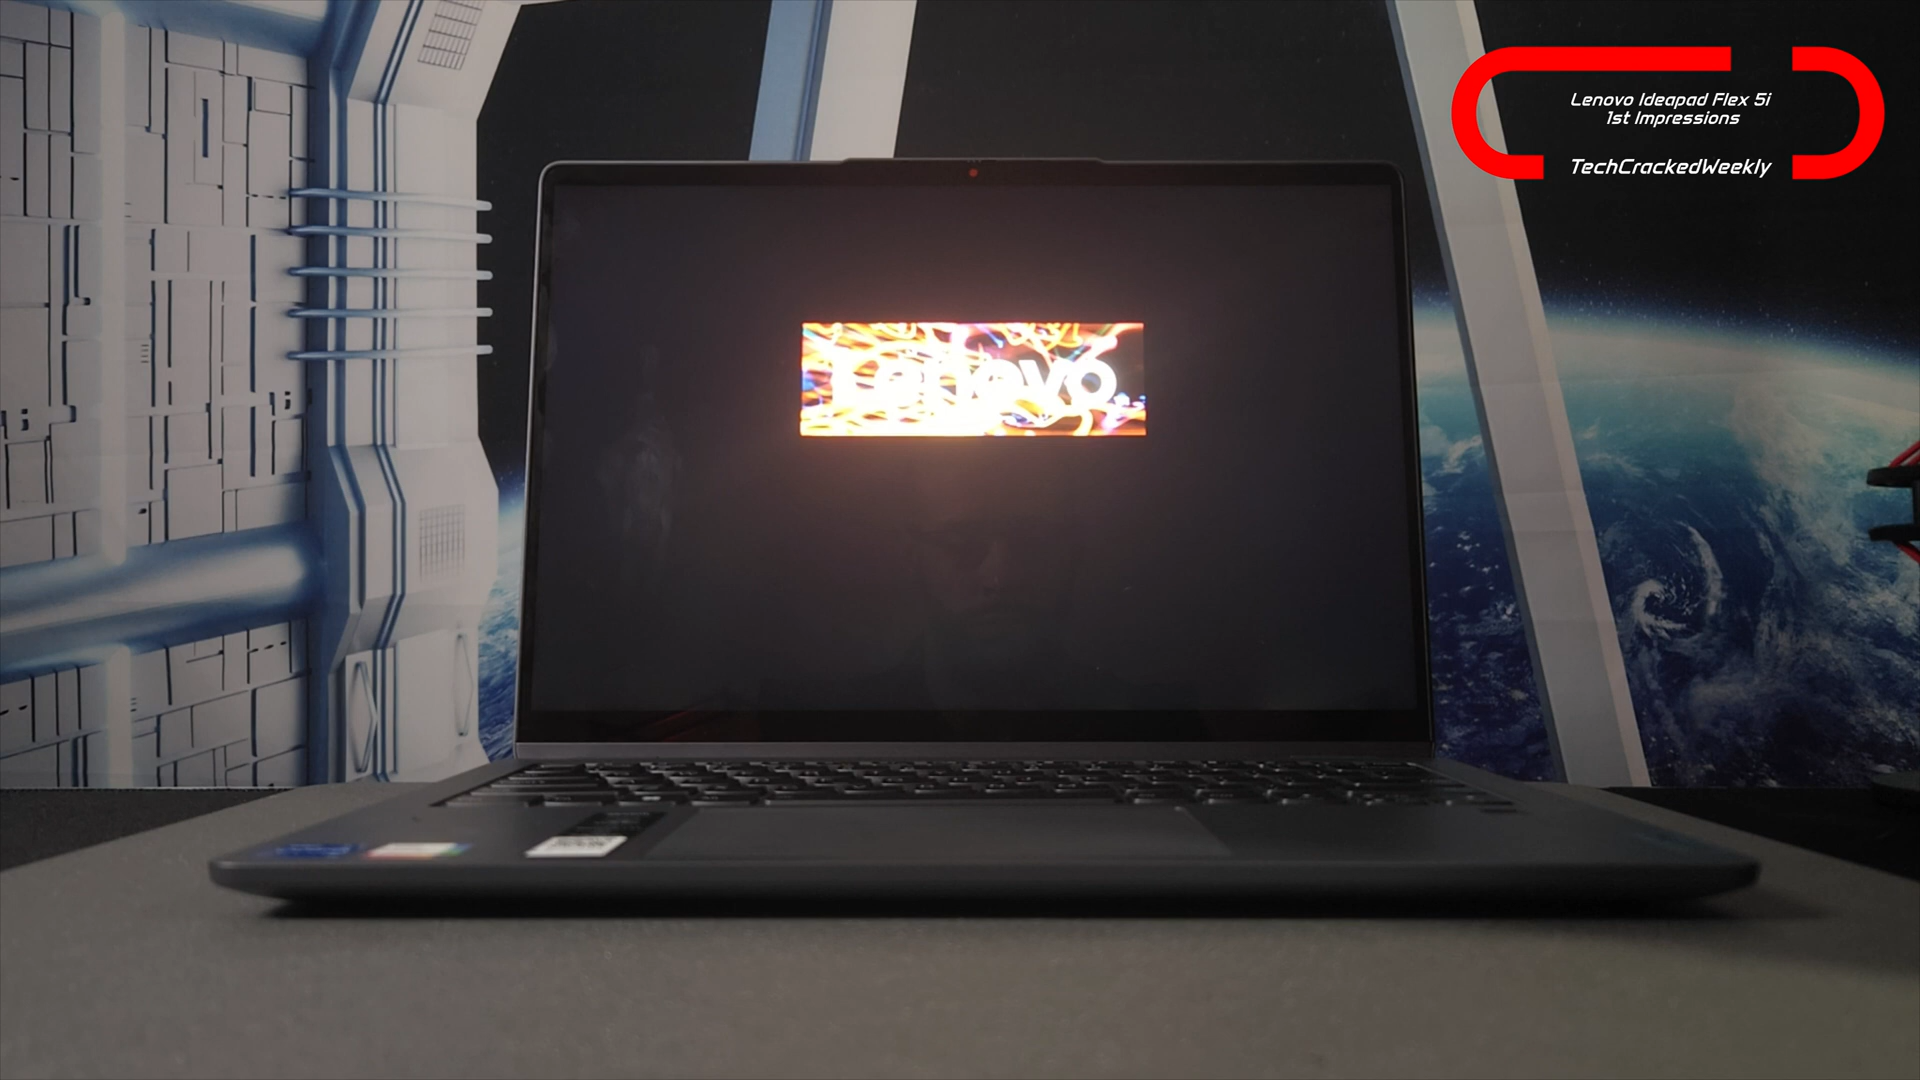 Lenovo Ideapad Flex 5i
1st Impressions
TechCrackedWeekly
Lenovo